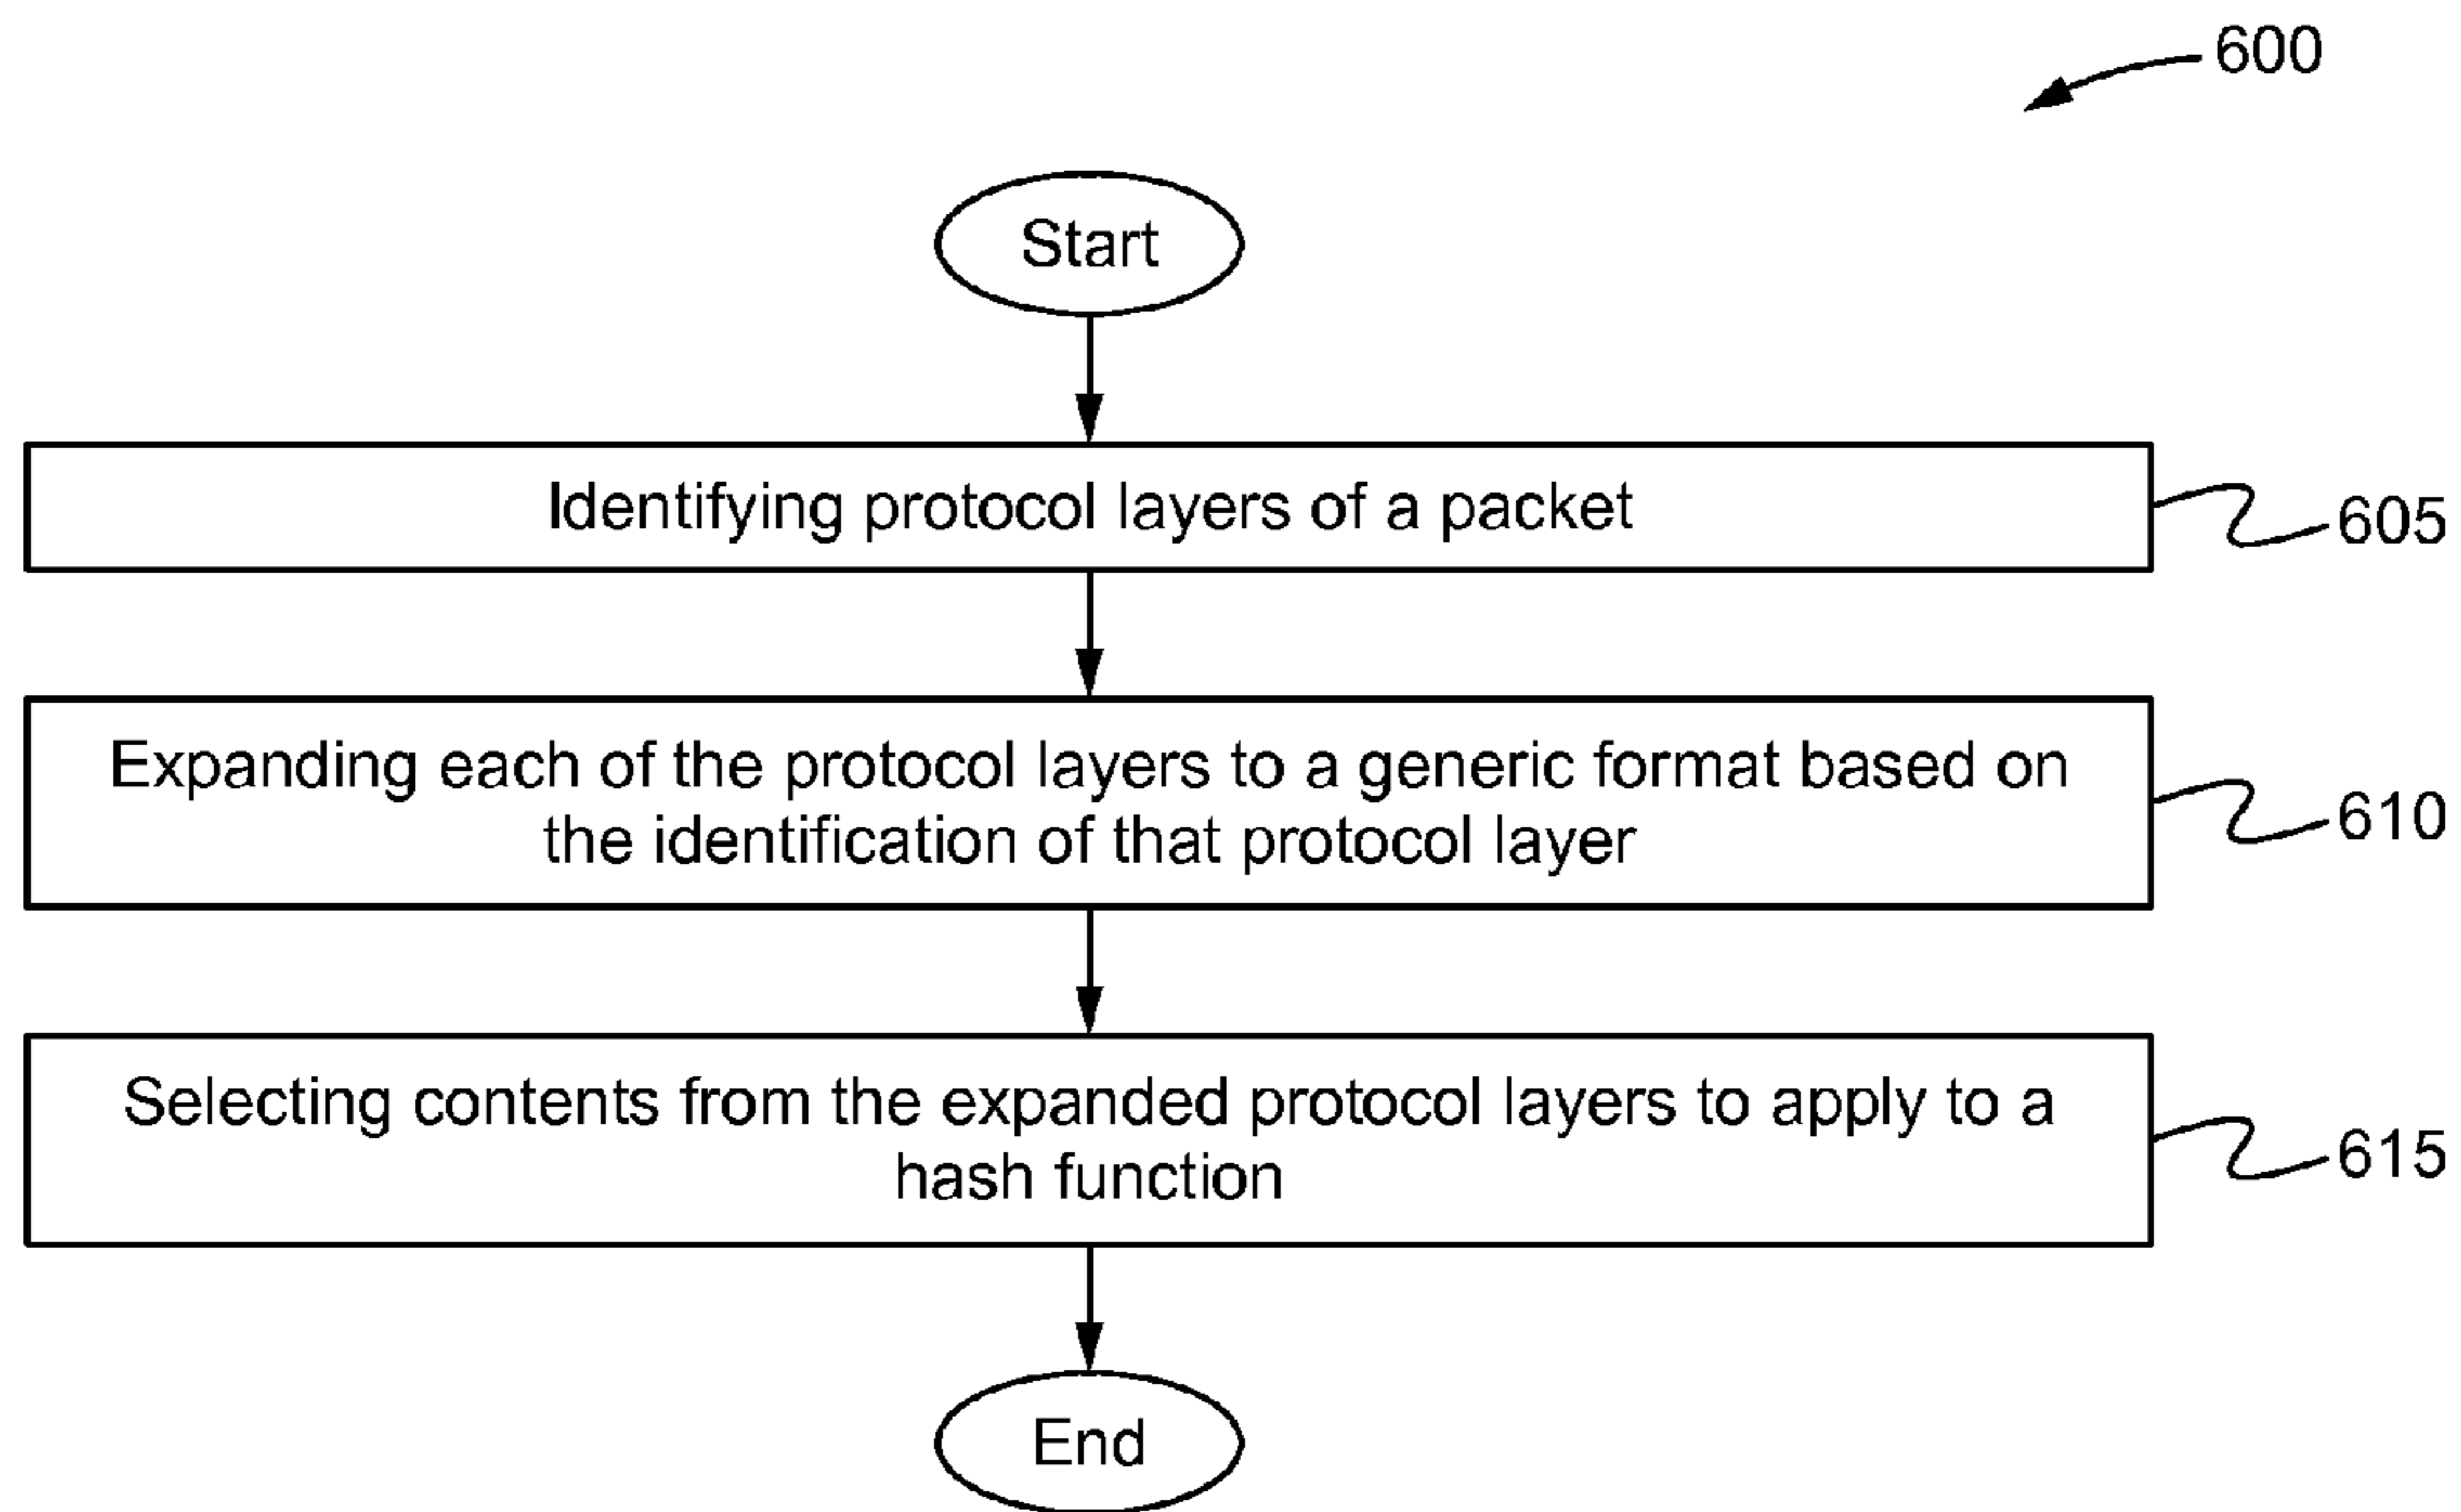 600
Start
Identifying protocol layers of a packet
605
Expanding each of the protocol layers to a generic format based on
the identification of that protocol layer
610
Selecting contents from the expanded protocol layers to apply to a
hash function
615
End